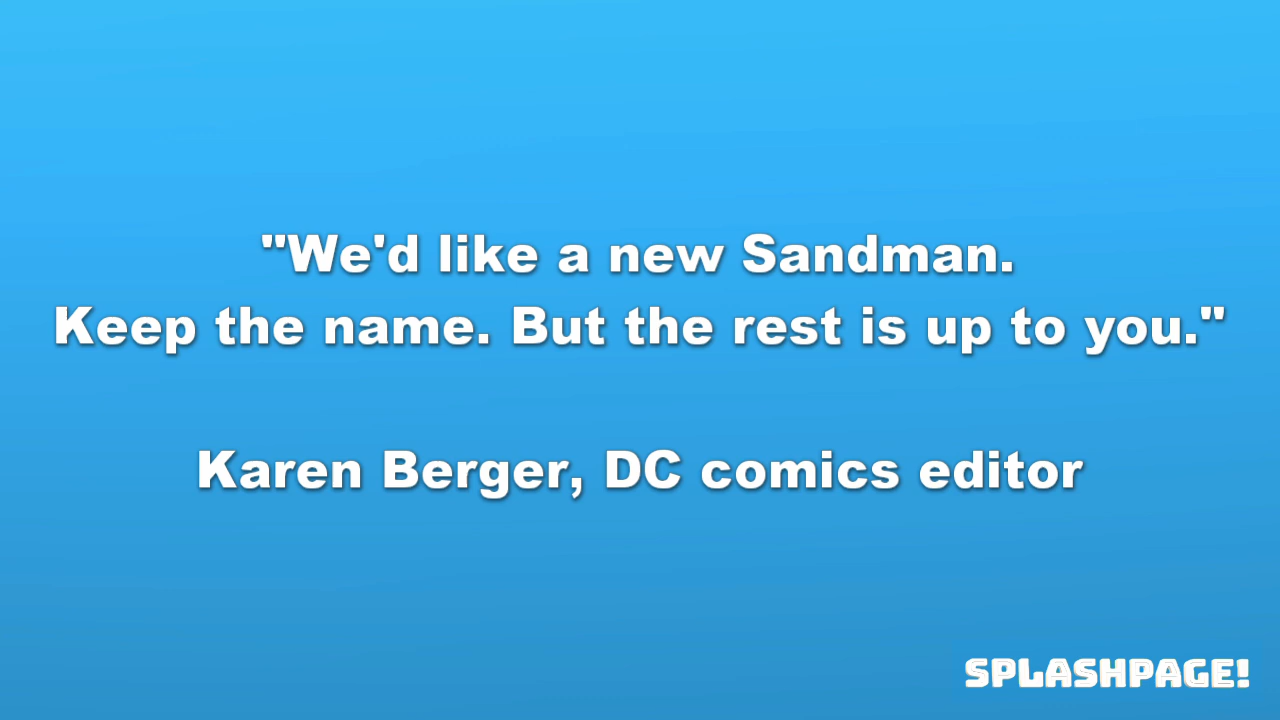 "We'd like a new Sandman.
Keep the name. But the rest is up to you."
Karen Berger, DC comics editor
SPLASHPAGE!